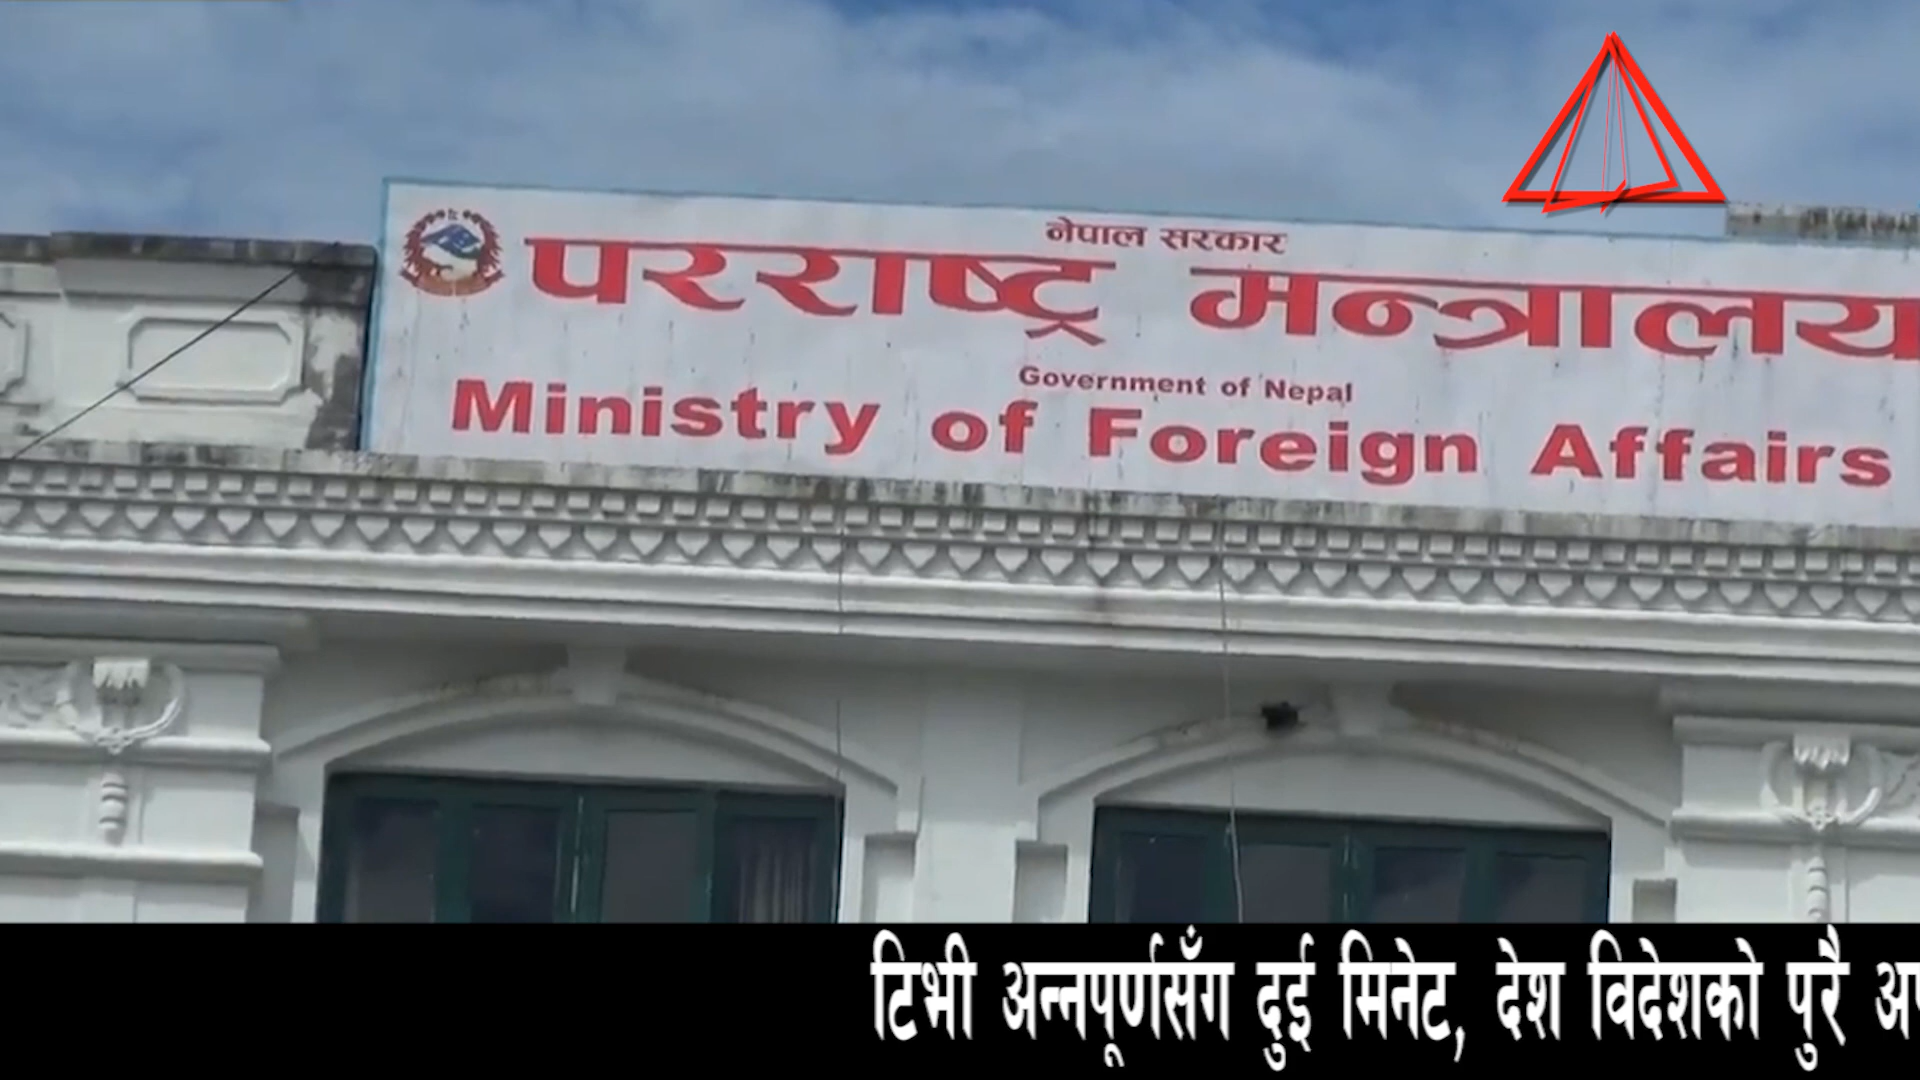 नेपाल सरकार
परराष्ट्र मन्त्रालय
Government of Nepal
Ministry of Foreign Affairs
टिभी अन्नपूर्णसँग दुई मिनेट, देश विदेशको पुरै